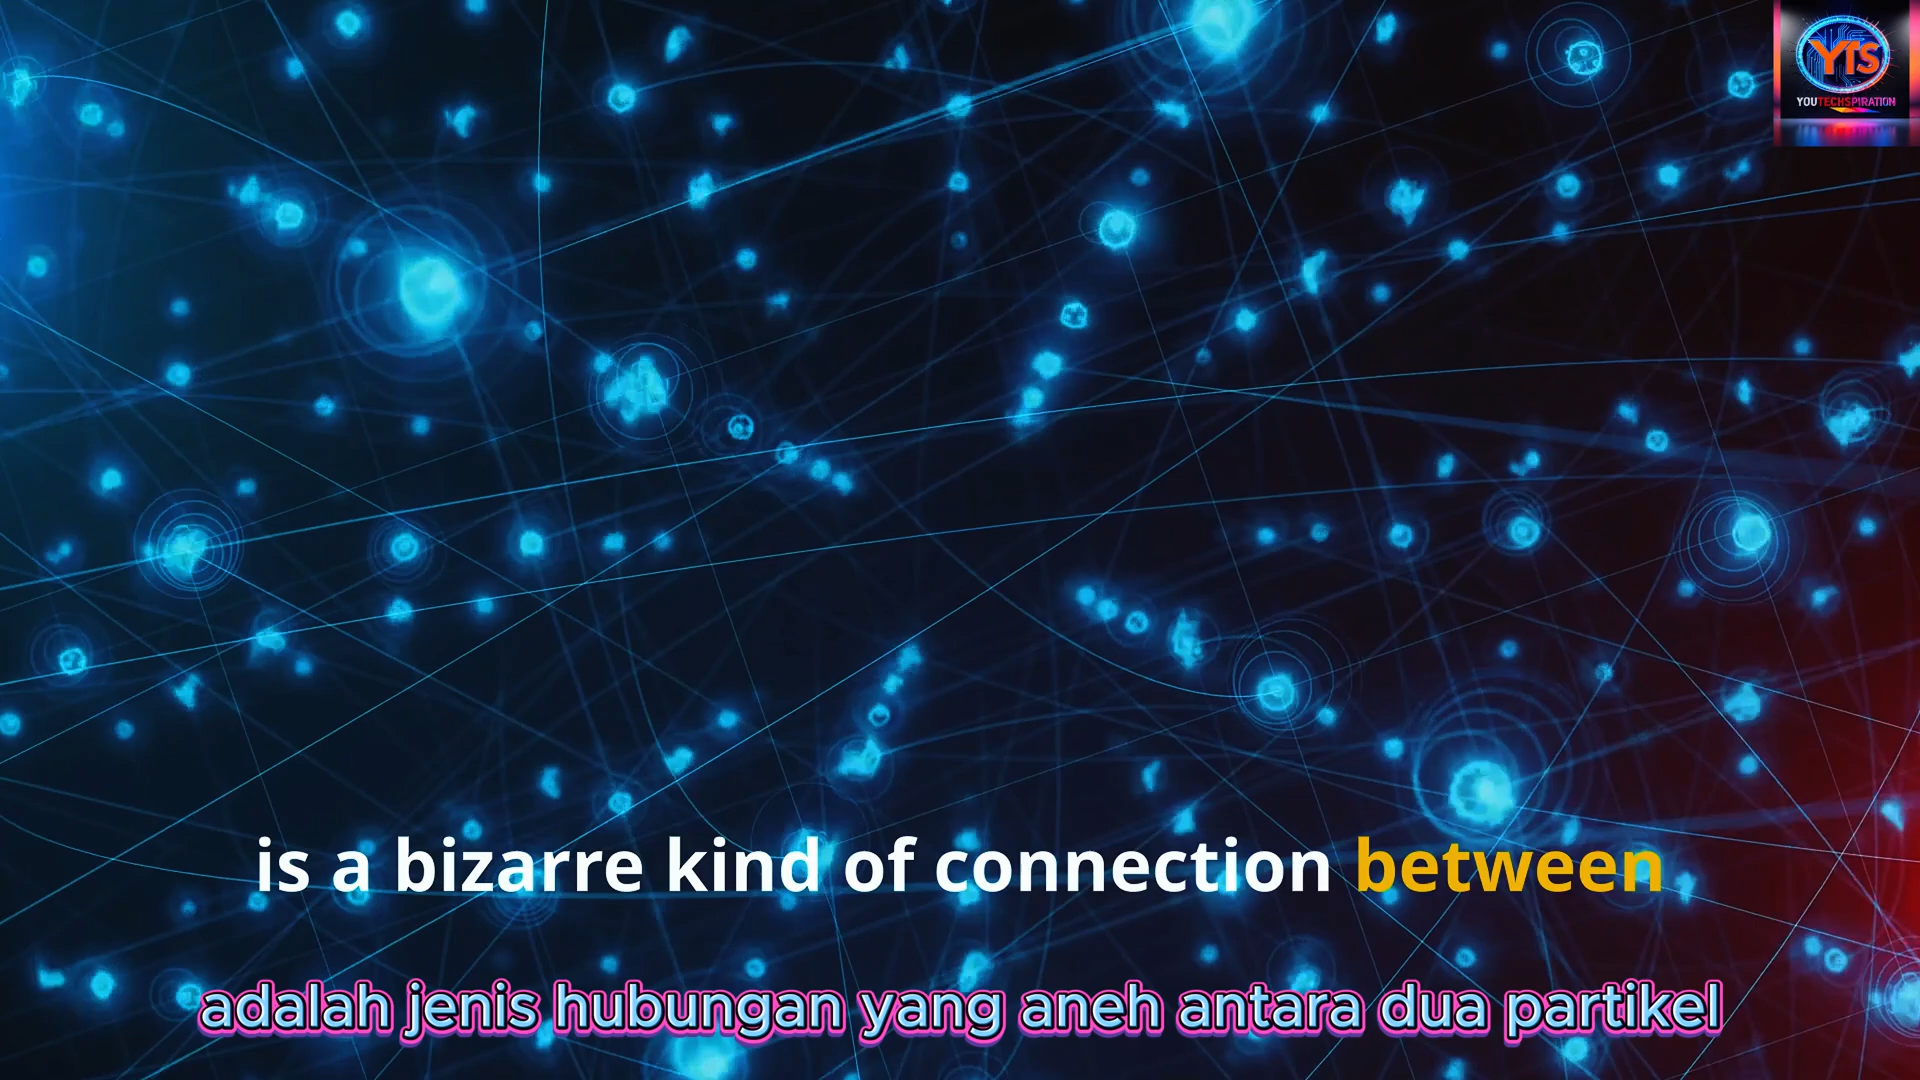 YTS
YOUTECHSPIRATION
is a bizarre kind of connection between
adalah jenis hubungan yang aneh antara dua partikel